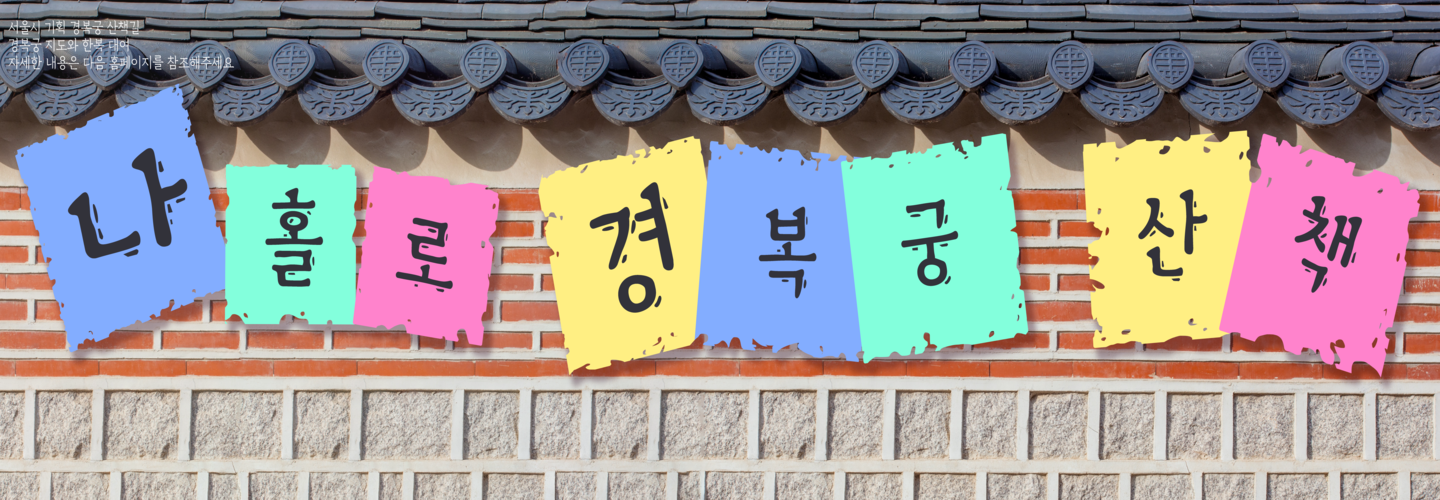 서울시 기획 경복궁 산책길
경복궁 지도와 한복 대여
자세한 내용은 다음 홈페이지를 참조해주세요
나홀로 경복궁 산책